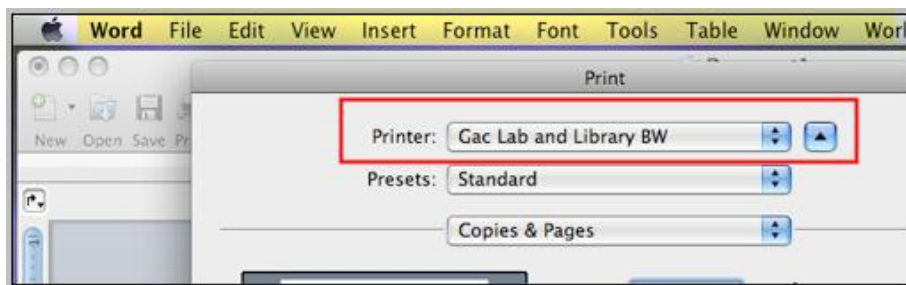 Word File Edit View Insert Format Font Tools Table Window
Print
New Open Save
Printer: Gac Lab and Library BW
Presets: Standard
Copies & Pages